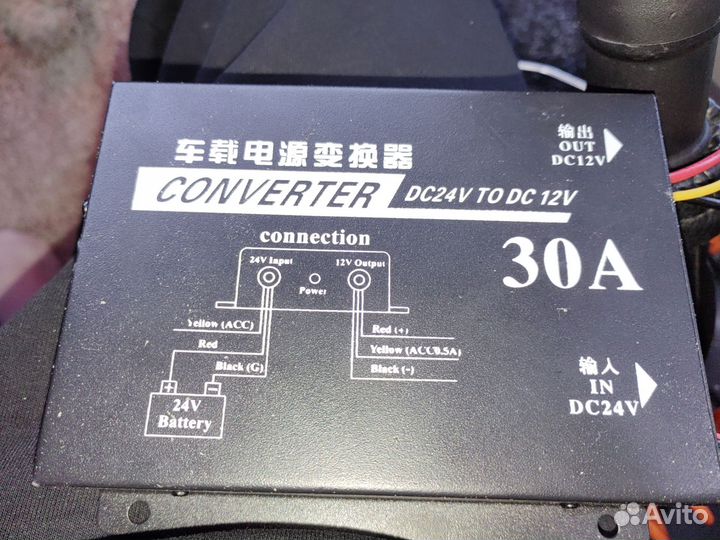 车载电源变换器
CONVERTER DC24V TO DC 12V
输出
OUT
DC12V
30A
connection
24V Input
12V Output
Power
Yellow (ACC)
Red
Black (G)
Red (+)
Yellow (ACC0.5A)
Black (-)
+ −
24V
Battery
输入
IN
DC24V
Avito